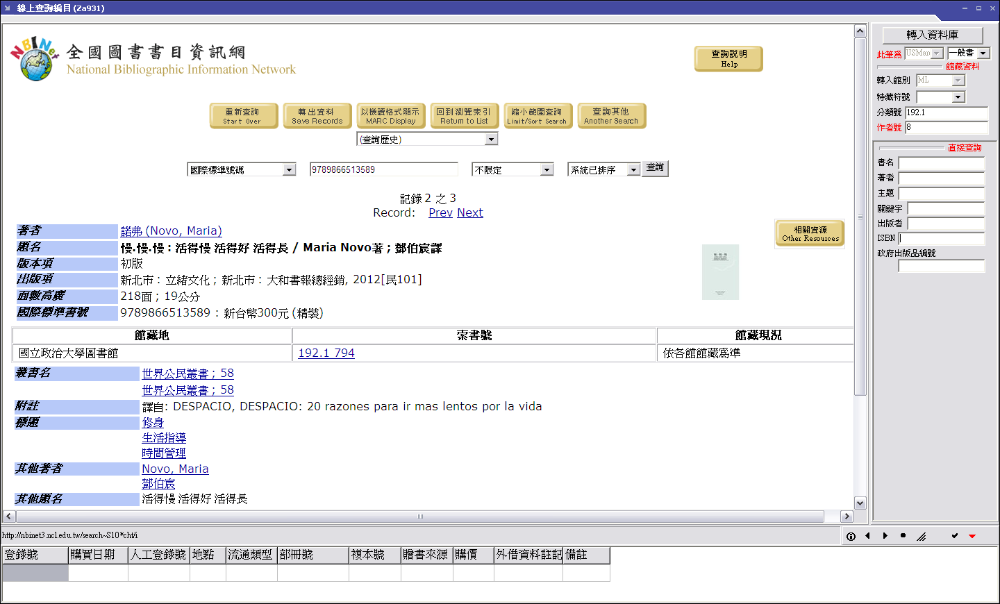 線上查詢編目 (Za931)
NBINet
全國圖書書目資訊網
National Bibliographic Information Network
查詢說明
Help
重新查詢
Start Over
轉出資料
Save Records
以機讀格式顯示
MARC Display
回到瀏覽索引
Return to List
縮小範圍查詢
Limit/Sort Search
查詢其他
Another Search
(查詢歷史)
國際標準號碼 9789866513589 不限定 系統已排序 查詢
記錄 2 之 3
Record: Prev Next
著者 諾弗 (Novo, Maria)
題名 慢.慢.慢 : 活得慢 活得好 活得長 / Maria Novo著 ; 鄧伯宸譯
版本項 初版
出版項 新北市 : 立緒文化 ; 新北市 : 大和書報總經銷, 2012[民101]
面數高廣 218面 ; 19公分
國際標準書號 9789866513589 : 新台幣300元 (精裝)
相關資源
Other Resources
館藏地 索書號 館藏現況
國立政治大學圖書館 192.1 794 依各館館藏為準
叢書名 世界公民叢書 ; 58
世界公民叢書 ; 58
附註 譯自: DESPACIO, DESPACIO: 20 razones para ir mas lentos por la vida
標題 修身
生活指導
時間管理
其他著者 Novo, Maria
鄧伯宸
其他題名 活得慢 活得好 活得長
轉入資料庫
此筆為 USMar 一般書
館藏資料
轉入館別 ML
特藏符號
分類號 192.1
作者號 8
直接查詢
書名
著者
主題
關鍵字
出版者
ISBN
政府出版品編號
http://nbinet3.ncl.edu.tw/search~S10*cht/i
登錄號 購買日期 人工登錄號 地點 流通類型 部冊號 複本號 贈書來源 購價 外借資料註記 備註